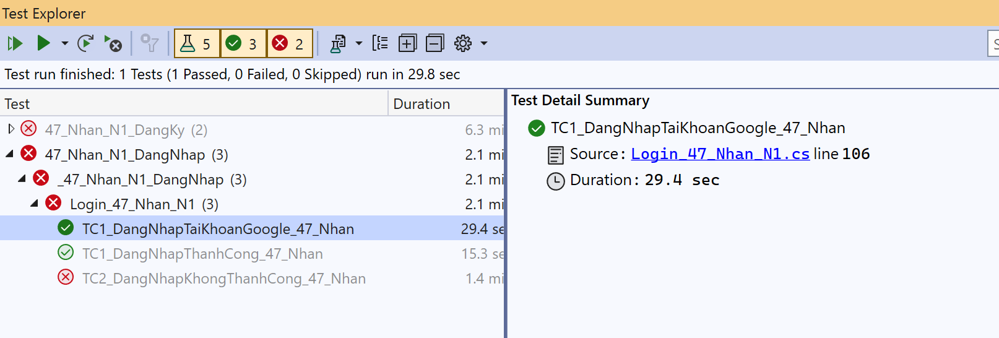 Test Explorer
5 3 2 S
Test run finished: 1 Tests (1 Passed, 0 Failed, 0 Skipped) run in 29.8 sec
Test Duration
47_Nhan_N1_DangKy (2) 6.3 mi
47_Nhan_N1_DangNhap (3) 2.1 mi
_47_Nhan_N1_DangNhap (3) 2.1 mi
Login_47_Nhan_N1 (3) 2.1 mi
TC1_DangNhapTaiKhoanGoogle_47_Nhan 29.4 se
TC1_DangNhapThanhCong_47_Nhan 15.3 se
TC2_DangNhapKhongThanhCong_47_Nhan 1.4 mi
Test Detail Summary
TC1_DangNhapTaiKhoanGoogle_47_Nhan
Source: Login_47_Nhan_N1.cs line 106
Duration: 29.4 sec